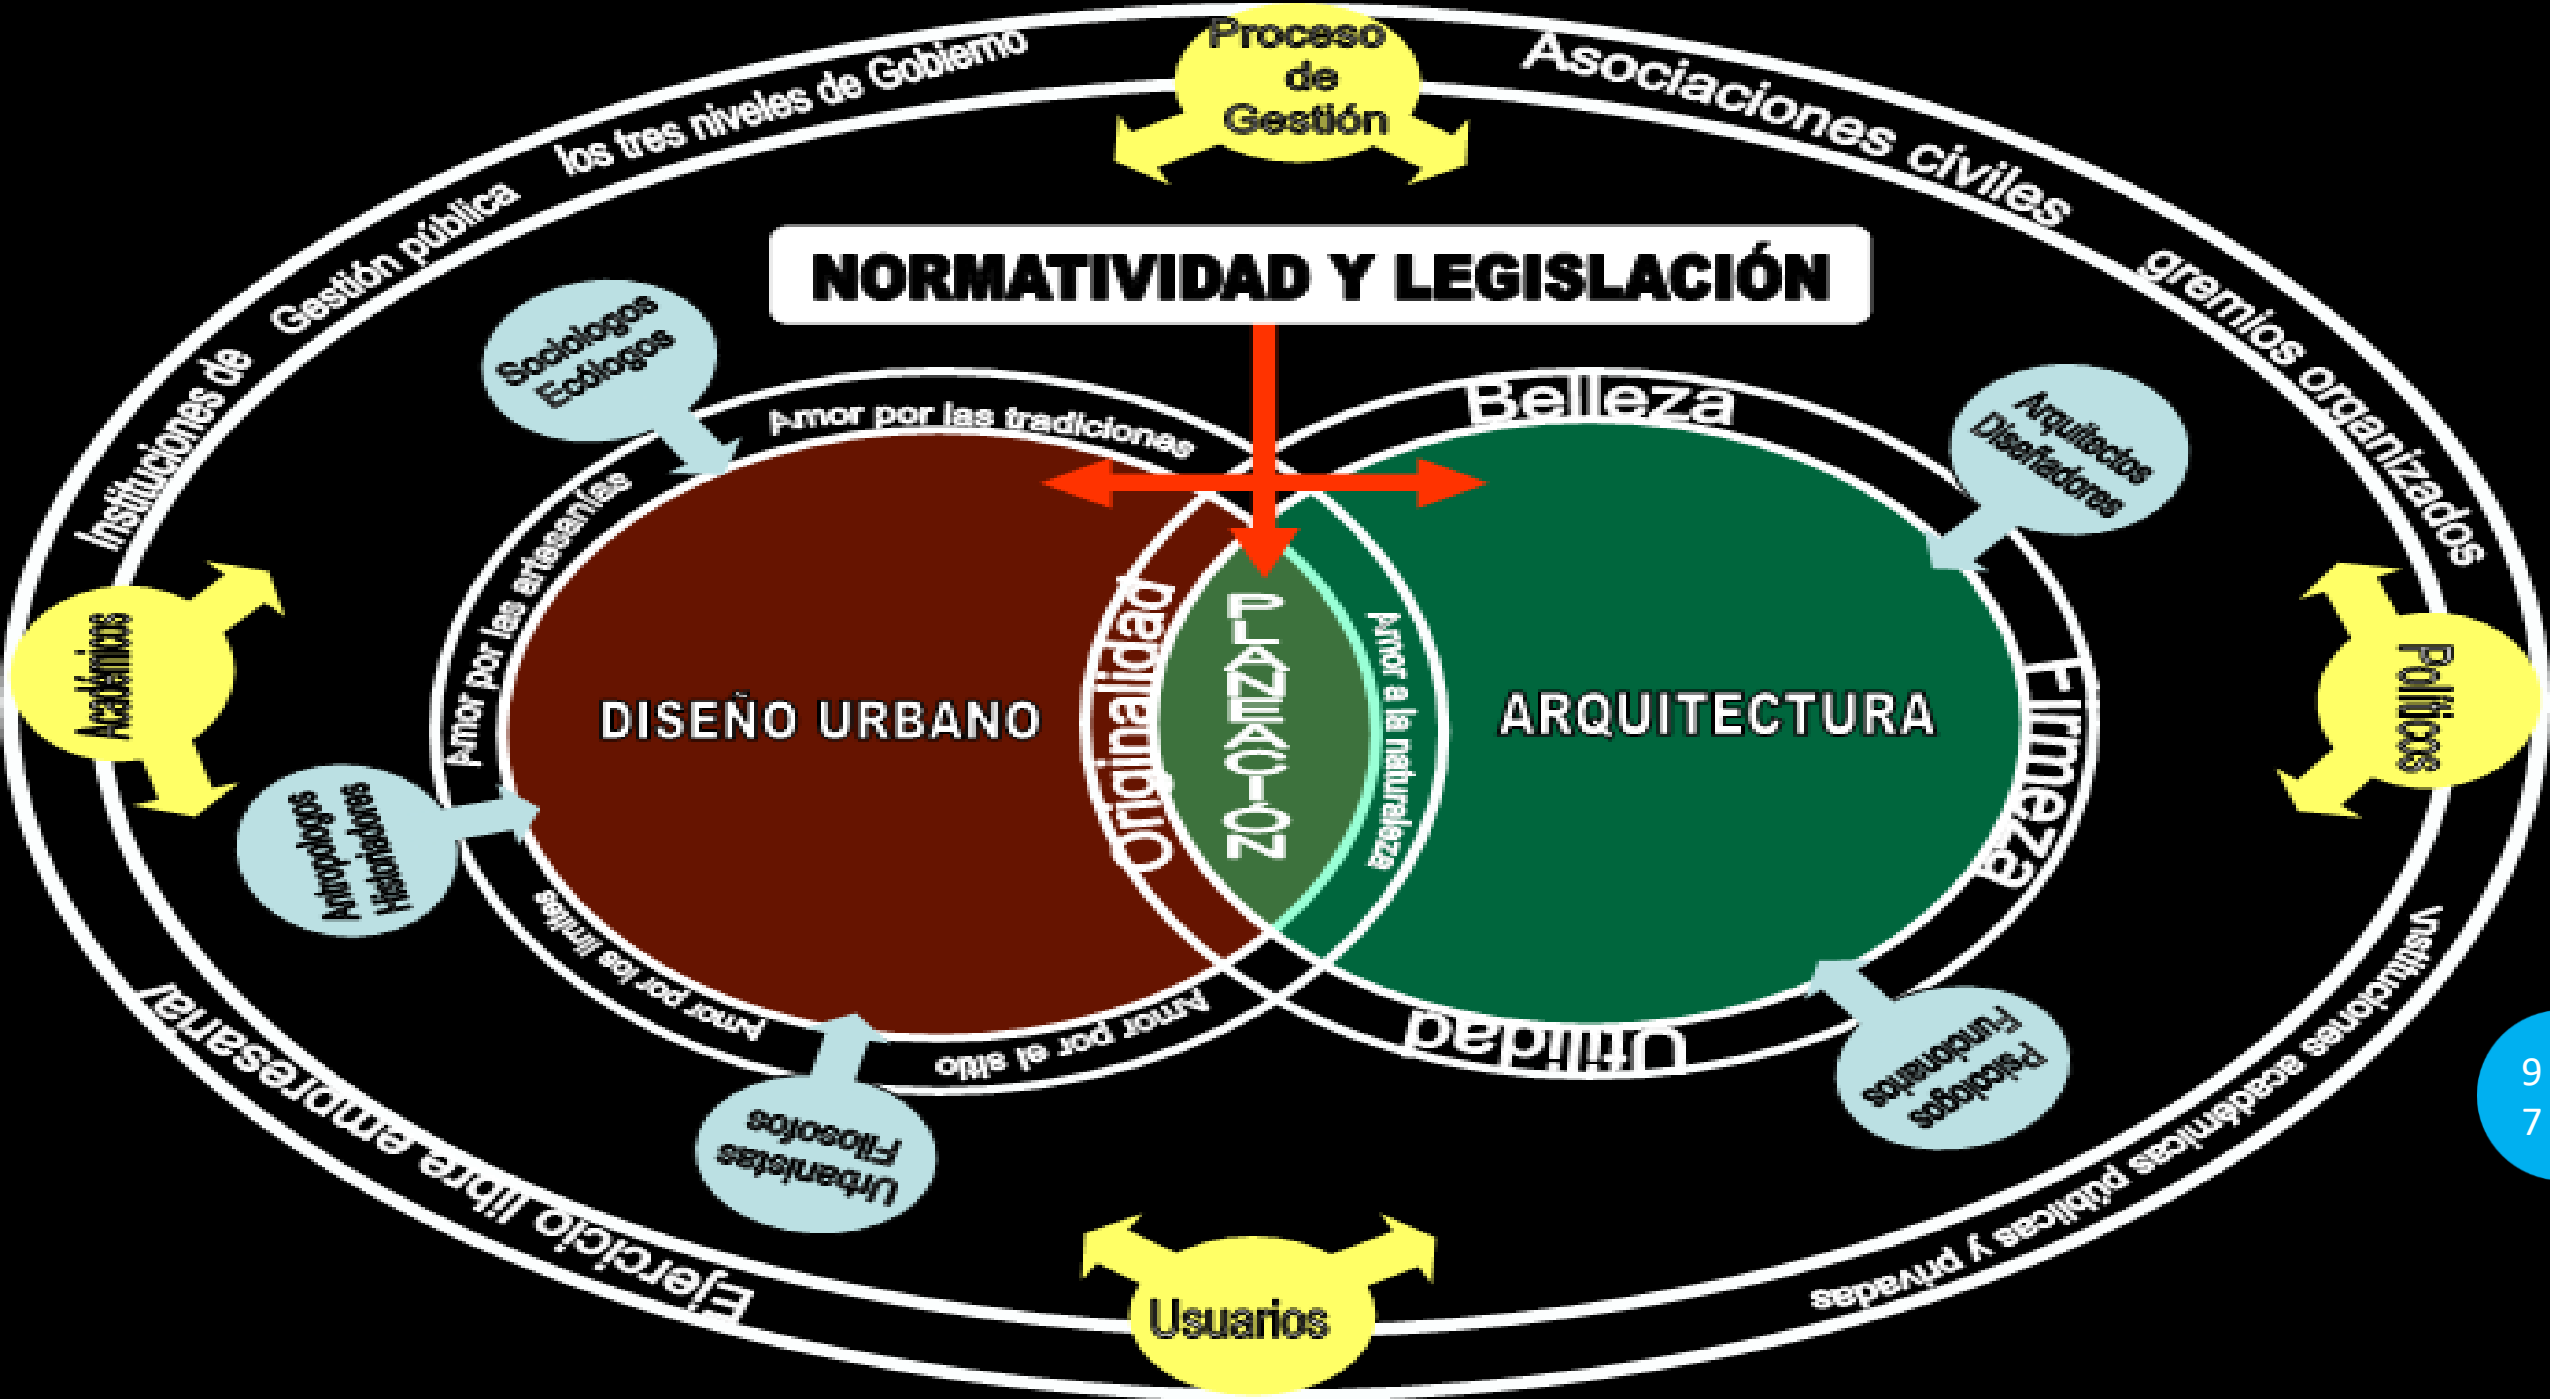 Proceso
de
Gestión
Instituciones de Gestión pública los tres niveles de Gobierno
Asociaciones civiles
gremios organizados
NORMATIVIDAD Y LEGISLACIÓN
Sociologos
Ecólogos
Arquitectos
Diseñadores
Amor por las tradiciones
Belleza
Amor por las artesanías
Académicos
Políticos
Originalidad
PLANEACIÓN
Amor a la naturaleza
DISEÑO URBANO
ARQUITECTURA
Firmeza
Antropologos
Historiadores
Amor por los limites
Amor por el sitio
Utilidad
Psicologos
Funcionarios
Urbanistas
Filosofos
Instituciones académicas públicas y privadas
Ejercicio libre empresarial
Usuarios
9
7